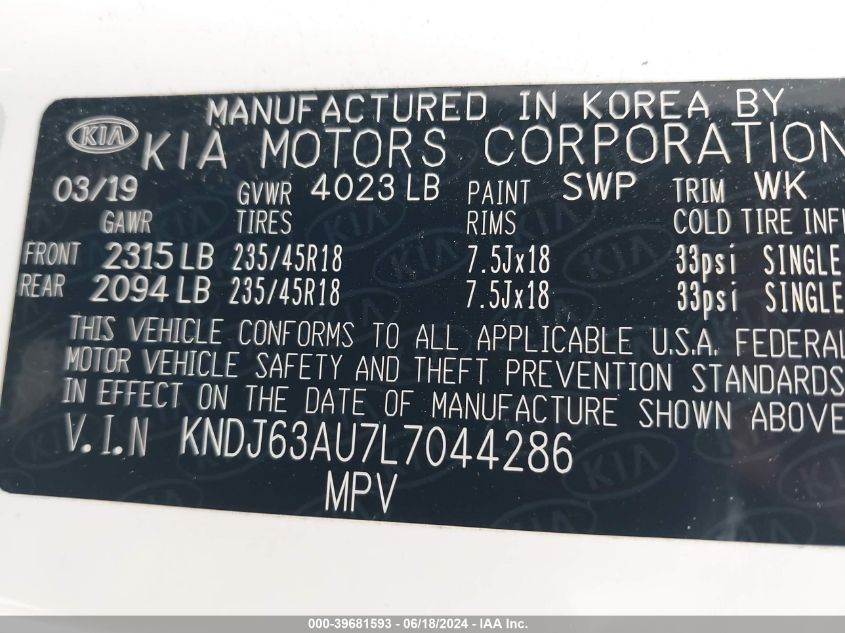 MANUFACTURED IN KOREA BY
KIA KIA MOTORS CORPORATION
03/19 GVWR 4023 LB PAINT SWP TRIM WK
GAWR TIRES RIMS COLD TIRE INFL
FRONT 2315 LB 235/45R18 7.5Jx18 33psi SINGLE
REAR 2094 LB 235/45R18 7.5Jx18 33psi SINGLE
THIS VEHICLE CONFORMS TO ALL APPLICABLE U.S.A. FEDERAL
MOTOR VEHICLE SAFETY AND THEFT PREVENTION STANDARDS
IN EFFECT ON THE DATE OF MANUFACTURE SHOWN ABOVE
V.I.N KNDJ63AU7L7044286
MPV
000-39681593 - 06/18/2024 - IAA Inc.